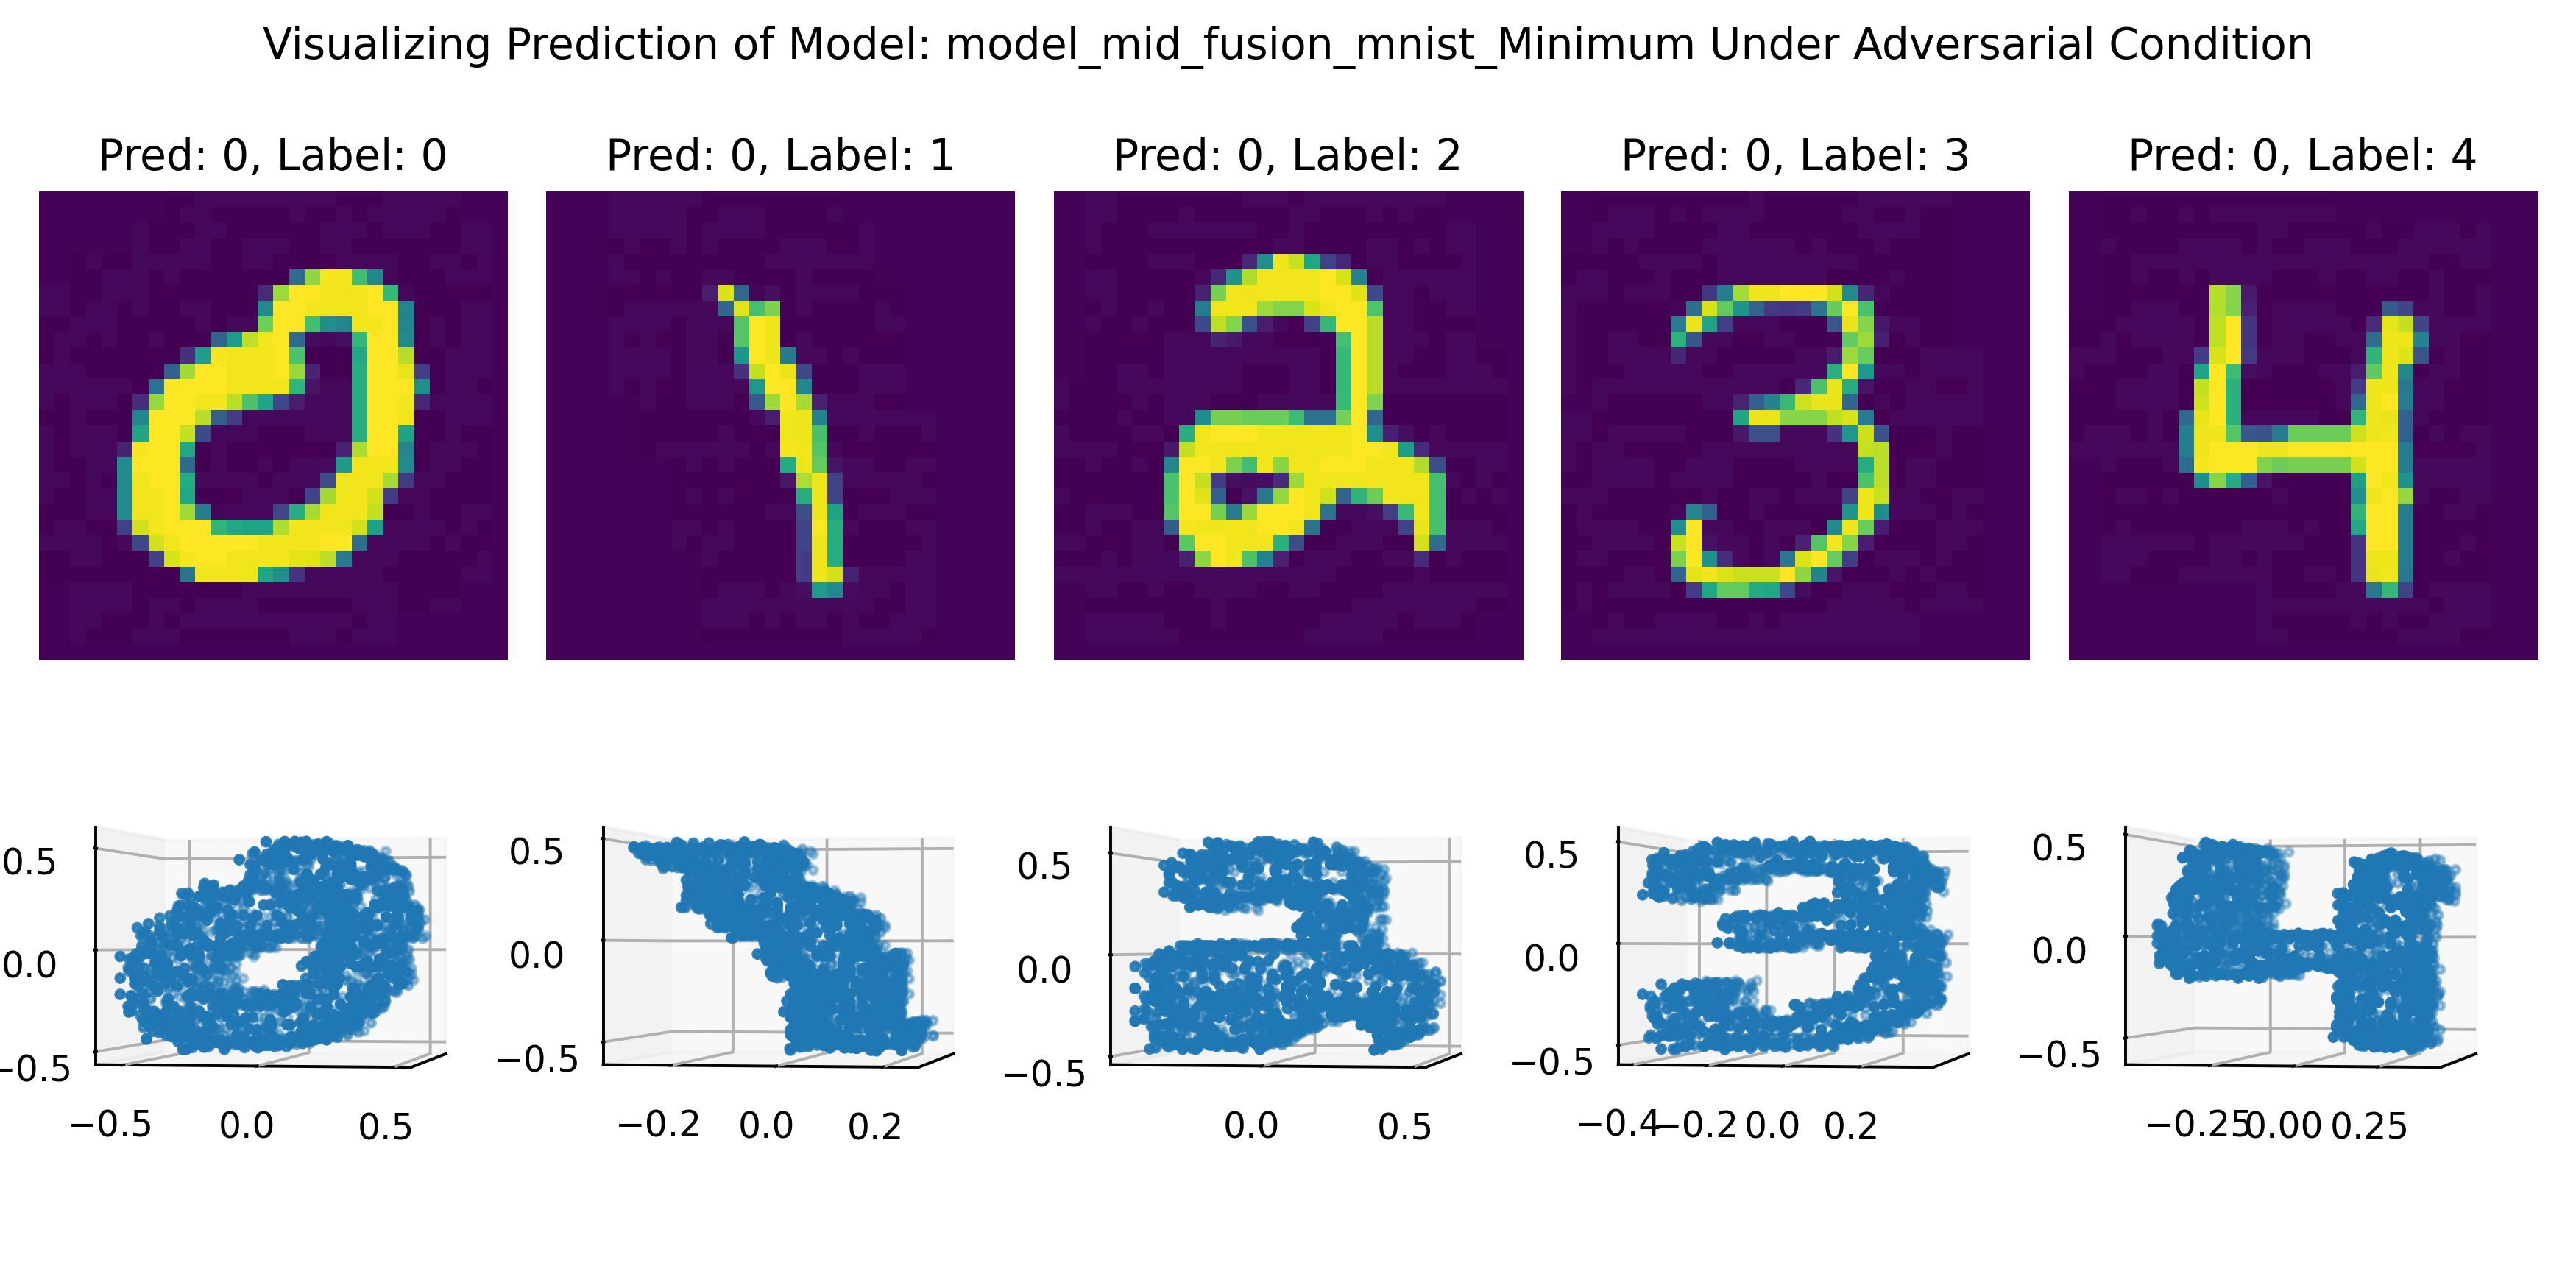 Visualizing Prediction of Model: model_mid_fusion_mnist_Minimum Under Adversarial Condition
Pred: 0, Label: 0 Pred: 0, Label: 1 Pred: 0, Label: 2 Pred: 0, Label: 3 Pred: 0, Label: 4
0.5 0.5 0.5 0.5 0.5
0.0 0.0 0.0 0.0 0.0
−0.5 −0.5 −0.5 −0.5 −0.5
−0.5 0.0 0.5 −0.2 0.0 0.2 0.0 0.5 −0.4 −0.2 0.0 0.2 −0.25 0.00 0.25